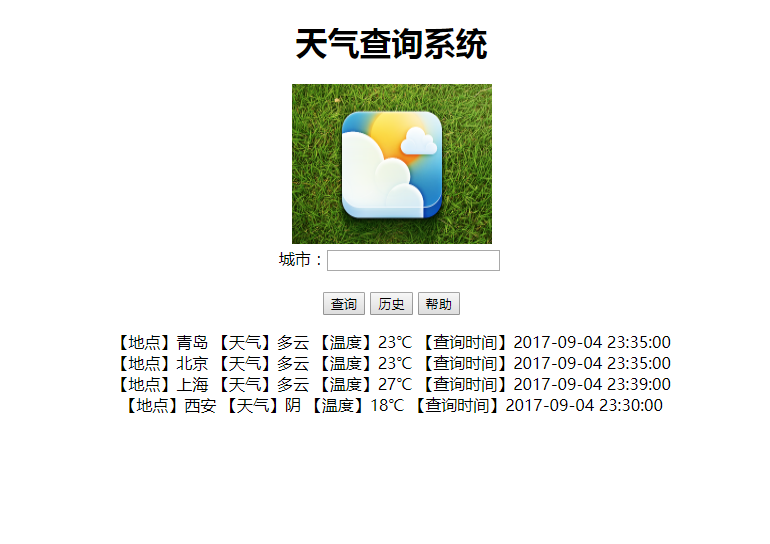 天气查询系统
城市：
查询 历史 帮助
【地点】青岛 【天气】多云 【温度】23℃ 【查询时间】2017-09-04 23:35:00
【地点】北京 【天气】多云 【温度】23℃ 【查询时间】2017-09-04 23:35:00
【地点】上海 【天气】多云 【温度】27℃ 【查询时间】2017-09-04 23:39:00
【地点】西安 【天气】阴 【温度】18℃ 【查询时间】2017-09-04 23:30:00